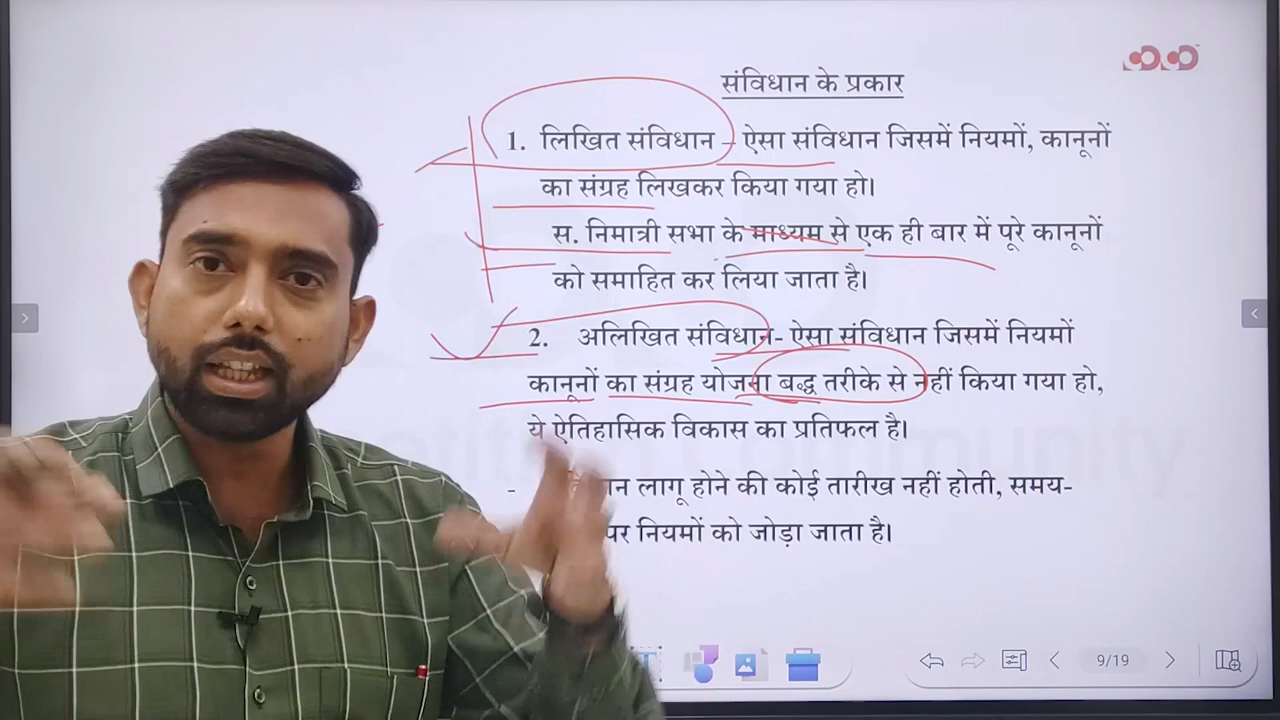 संविधान के प्रकार
1. लिखित संविधान – ऐसा संविधान जिसमें नियमों, कानूनों
का संग्रह लिखकर किया गया हो।
स. निमात्री सभा के माध्यम से एक ही बार में पूरे कानूनों
को समाहित कर लिया जाता है।
2. अलिखित संविधान- ऐसा संविधान जिसमें नियमों
कानूनों का संग्रह योजना बद्ध तरीके से नहीं किया गया हो,
ये ऐतिहासिक विकास का प्रतिफल है।
- लागू होने की कोई तारीख नहीं होती, समय-
पर नियमों को जोड़ा जाता है।
9/19